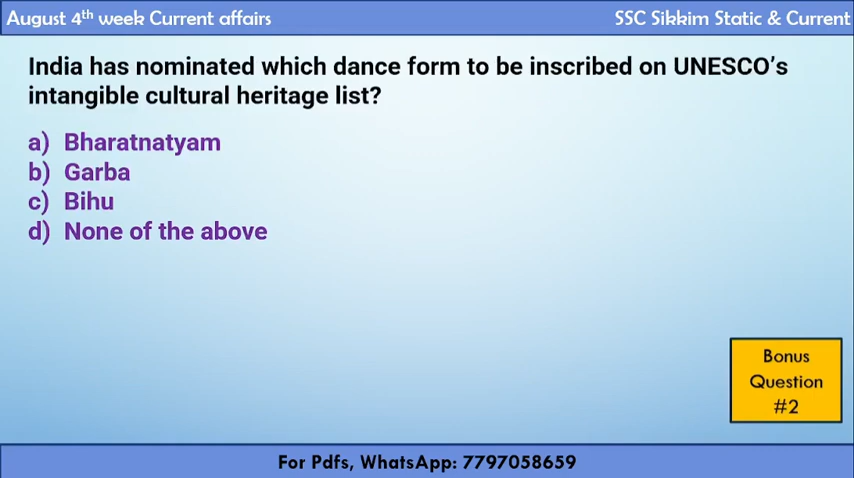 August 4th week Current affairs
SSC Sikkim Static & Current
India has nominated which dance form to be inscribed on UNESCO’s
intangible cultural heritage list?
a) Bharatnatyam
b) Garba
c) Bihu
d) None of the above
Bonus
Question
#2
For Pdfs, WhatsApp: 7797058659